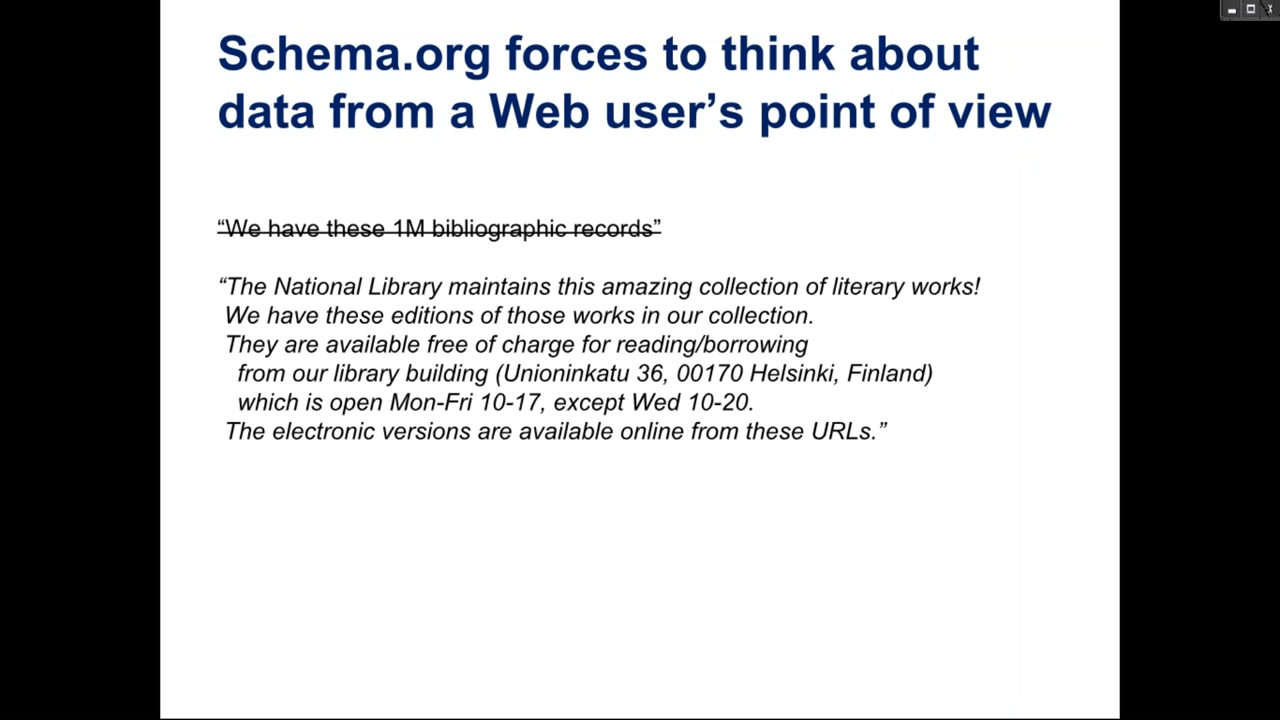 Schema.org forces to think about
data from a Web user’s point of view
“We have these 1M bibliographic records”
“The National Library maintains this amazing collection of literary works!
We have these editions of those works in our collection.
They are available free of charge for reading/borrowing
from our library building (Unioninkatu 36, 00170 Helsinki, Finland)
which is open Mon-Fri 10-17, except Wed 10-20.
The electronic versions are available online from these URLs.”